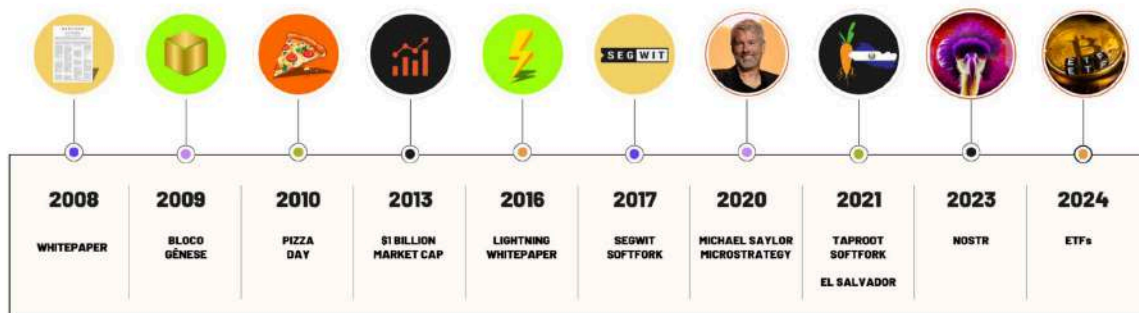 SEGWIT
ETF
2008
WHITEPAPER
2009
BLOCO
GÊNESE
2010
PIZZA
DAY
2013
$1 BILLION
MARKET CAP
2016
LIGHTNING
WHITEPAPER
2017
SEGWIT
SOFTFORK
2020
MICHAEL SAYLOR
MICROSTRATEGY
2021
TAPROOT
SOFTFORK
EL SALVADOR
2023
NOSTR
2024
ETFs